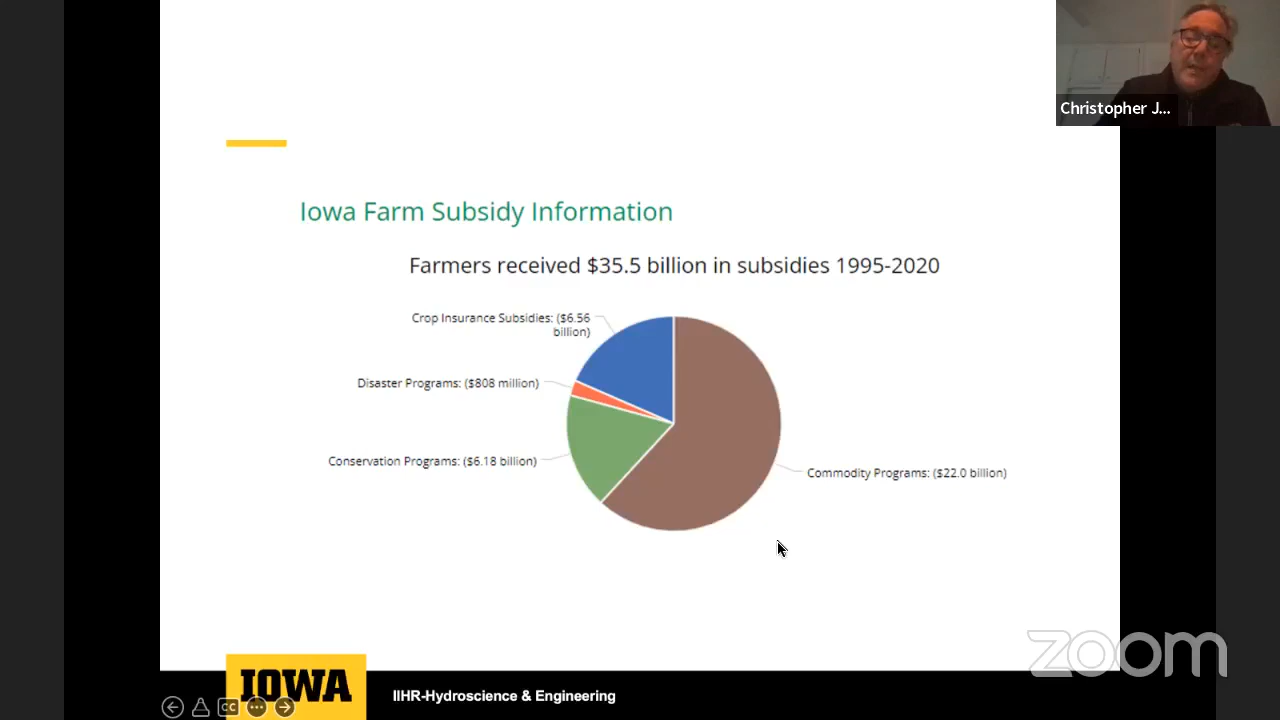 Christopher J...
Iowa Farm Subsidy Information
Farmers received $35.5 billion in subsidies 1995-2020
Crop Insurance Subsidies: ($6.56
billion)
Disaster Programs: ($808 million)
Conservation Programs: ($6.18 billion)
Commodity Programs: ($22.0 billion)
zoom
IOWA
IIHR-Hydroscience & Engineering
CC